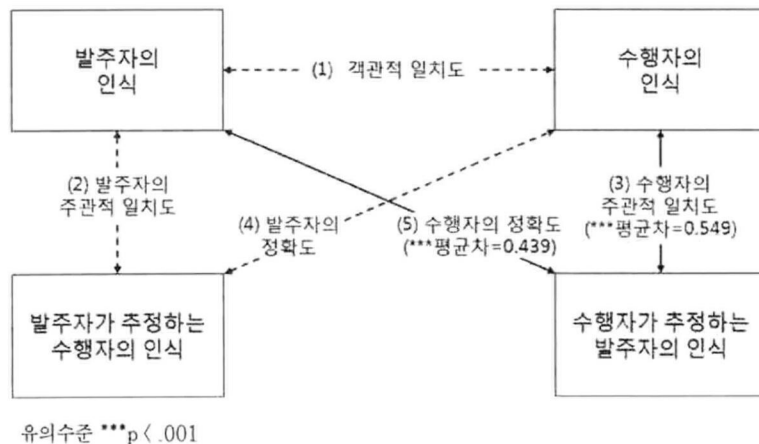 발주자의
인식
(1) 객관적 일치도
수행자의
인식
(2) 발주자의
주관적 일치도
(3) 수행자의
주관적 일치도
(***평균차=0.549)
(4) 발주자의
정확도
(5) 수행자의 정확도
(***평균차=0.439)
발주자가 추정하는
수행자의 인식
수행자가 추정하는
발주자의 인식
유의수준 ***p < .001